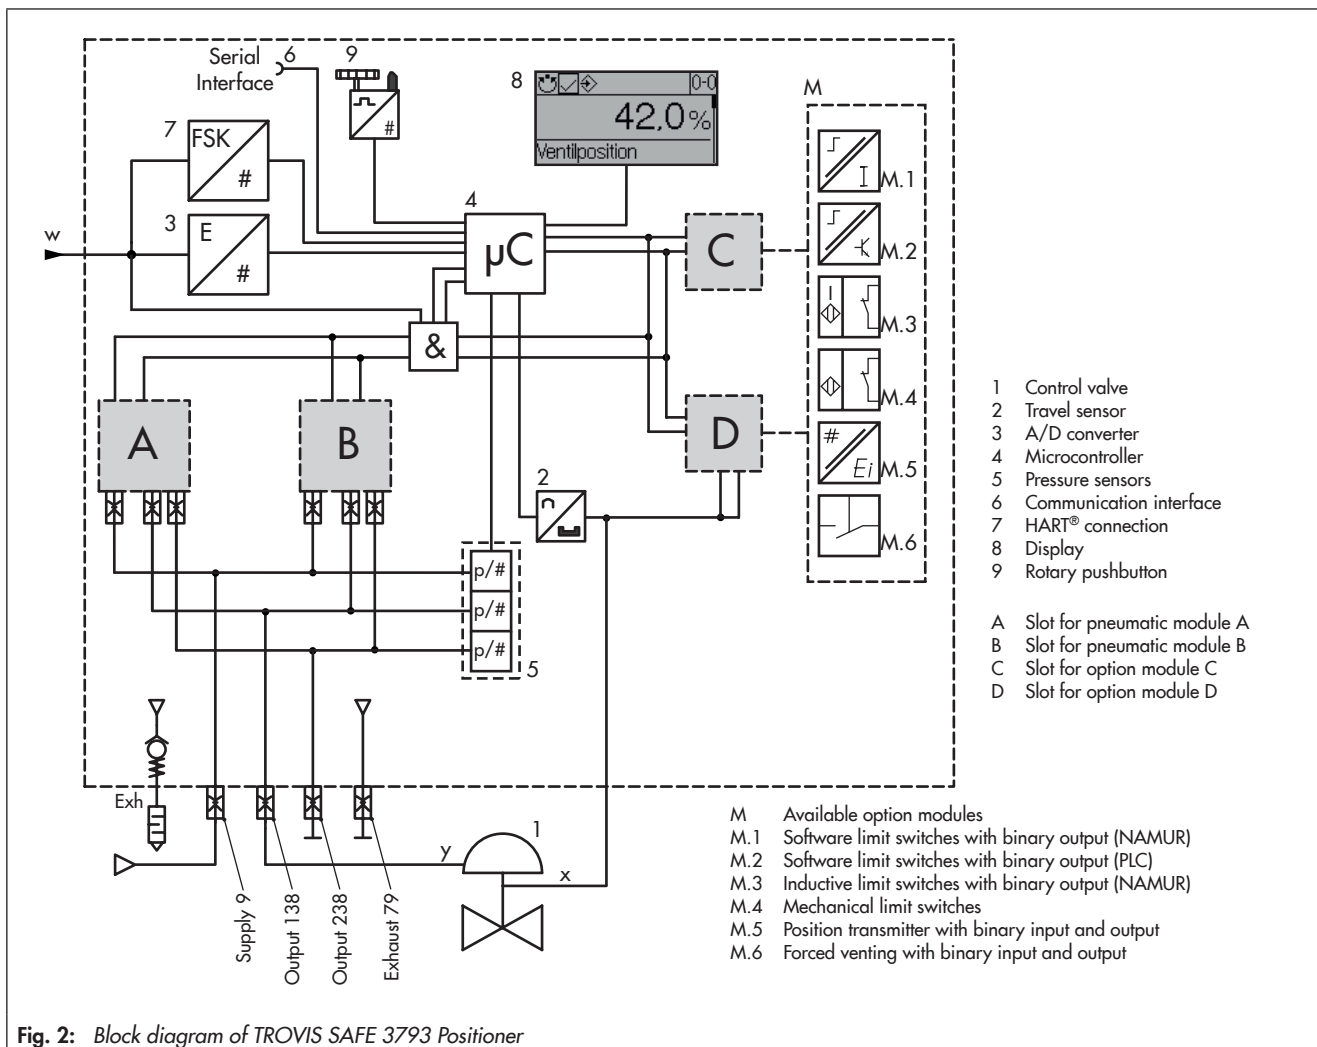 Serial
Interface
6
9
8
0-0
42,0%
Ventilposition
M
7
FSK
#
#
w
3
E
#
4
µC
C
M.1
M.2
M.3
M.4
#
Ei
M.5
M.6
&
A
B
D
2
p/#
p/#
p/#
5
Exh
y
1
x
Supply 9
Output 138
Output 238
Exhaust 79
1 Control valve
2 Travel sensor
3 A/D converter
4 Microcontroller
5 Pressure sensors
6 Communication interface
7 HART® connection
8 Display
9 Rotary pushbutton
A Slot for pneumatic module A
B Slot for pneumatic module B
C Slot for option module C
D Slot for option module D
M Available option modules
M.1 Software limit switches with binary output (NAMUR)
M.2 Software limit switches with binary output (PLC)
M.3 Inductive limit switches with binary output (NAMUR)
M.4 Mechanical limit switches
M.5 Position transmitter with binary input and output
M.6 Forced venting with binary input and output
Fig. 2: Block diagram of TROVIS SAFE 3793 Positioner